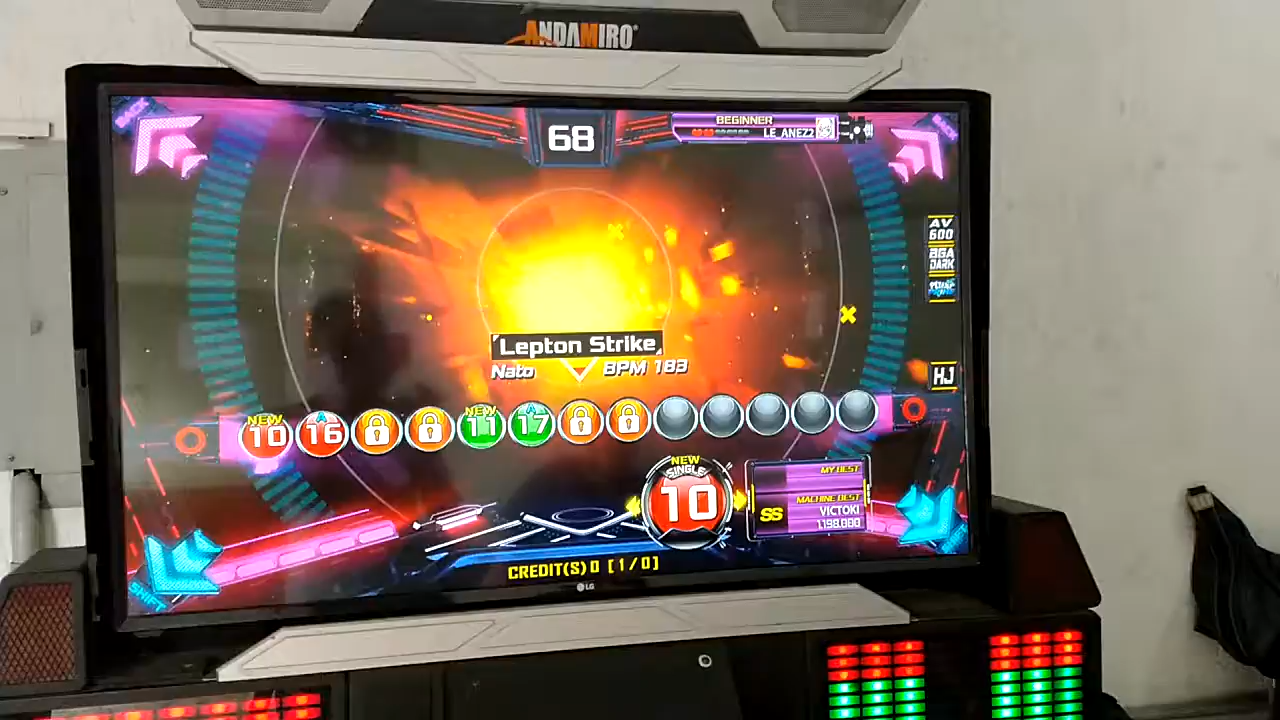 ANDAMIRO
68
BEGINNER
LE_ANEZ2
AV
600
BGA
DARK
Lepton Strike
Nato
BPM 183
HJ
NEW
10
A
16
NEW
11
A
17
NEW
SINGLE
10
MY BEST
MACHINE BEST
SS
VICTOKI
1.198.000
CREDIT(S) 0 [ 1 / 0 ]
LG